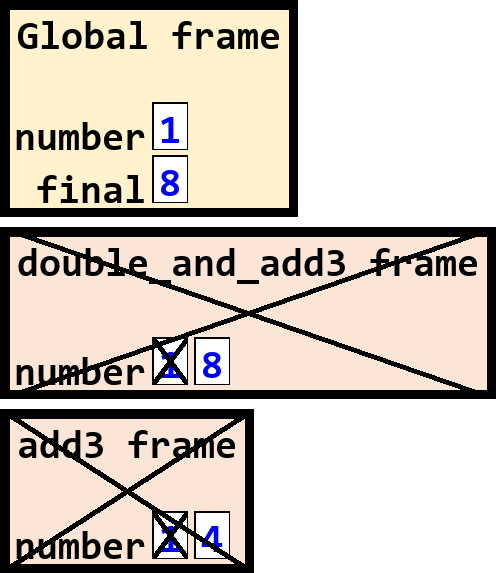 Global frame
number 1
final 8
double_and_add3 frame
number 1 8
add3 frame
number 1 4